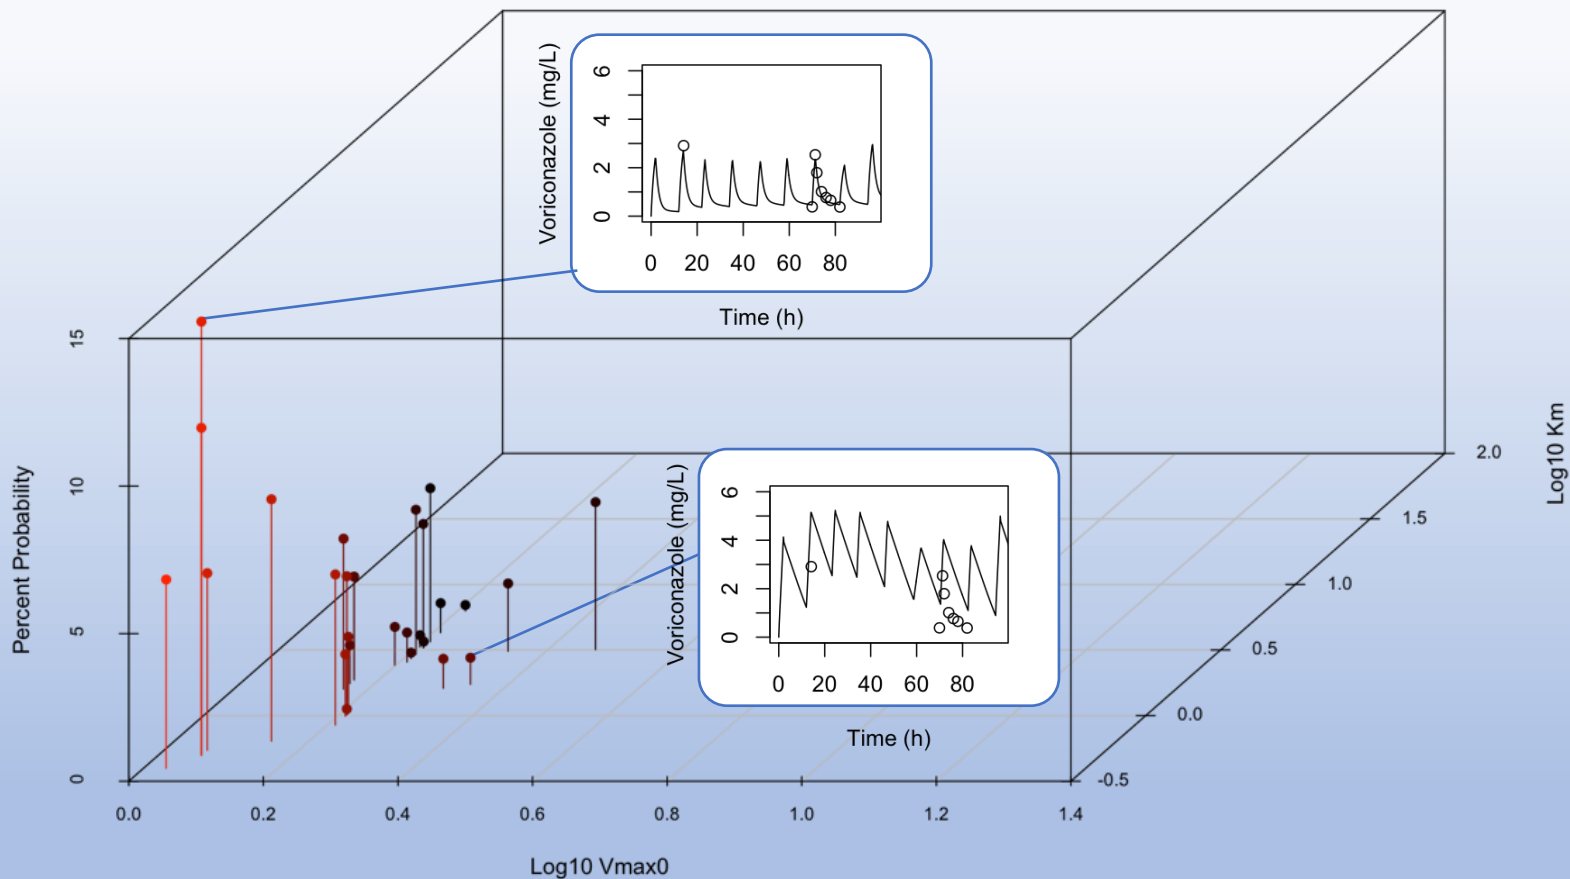 Voriconazole (mg/L)
6
4
2
0
0 20 40 60 80
Time (h)
15
10
5
0
Percent Probability
Voriconazole (mg/L)
6
4
2
0
0 20 40 60 80
Time (h)
Log10 Km
2.0
1.5
1.0
0.5
0.0
-0.5
0.0 0.2 0.4 0.6 0.8 1.0 1.2 1.4
Log10 Vmax0